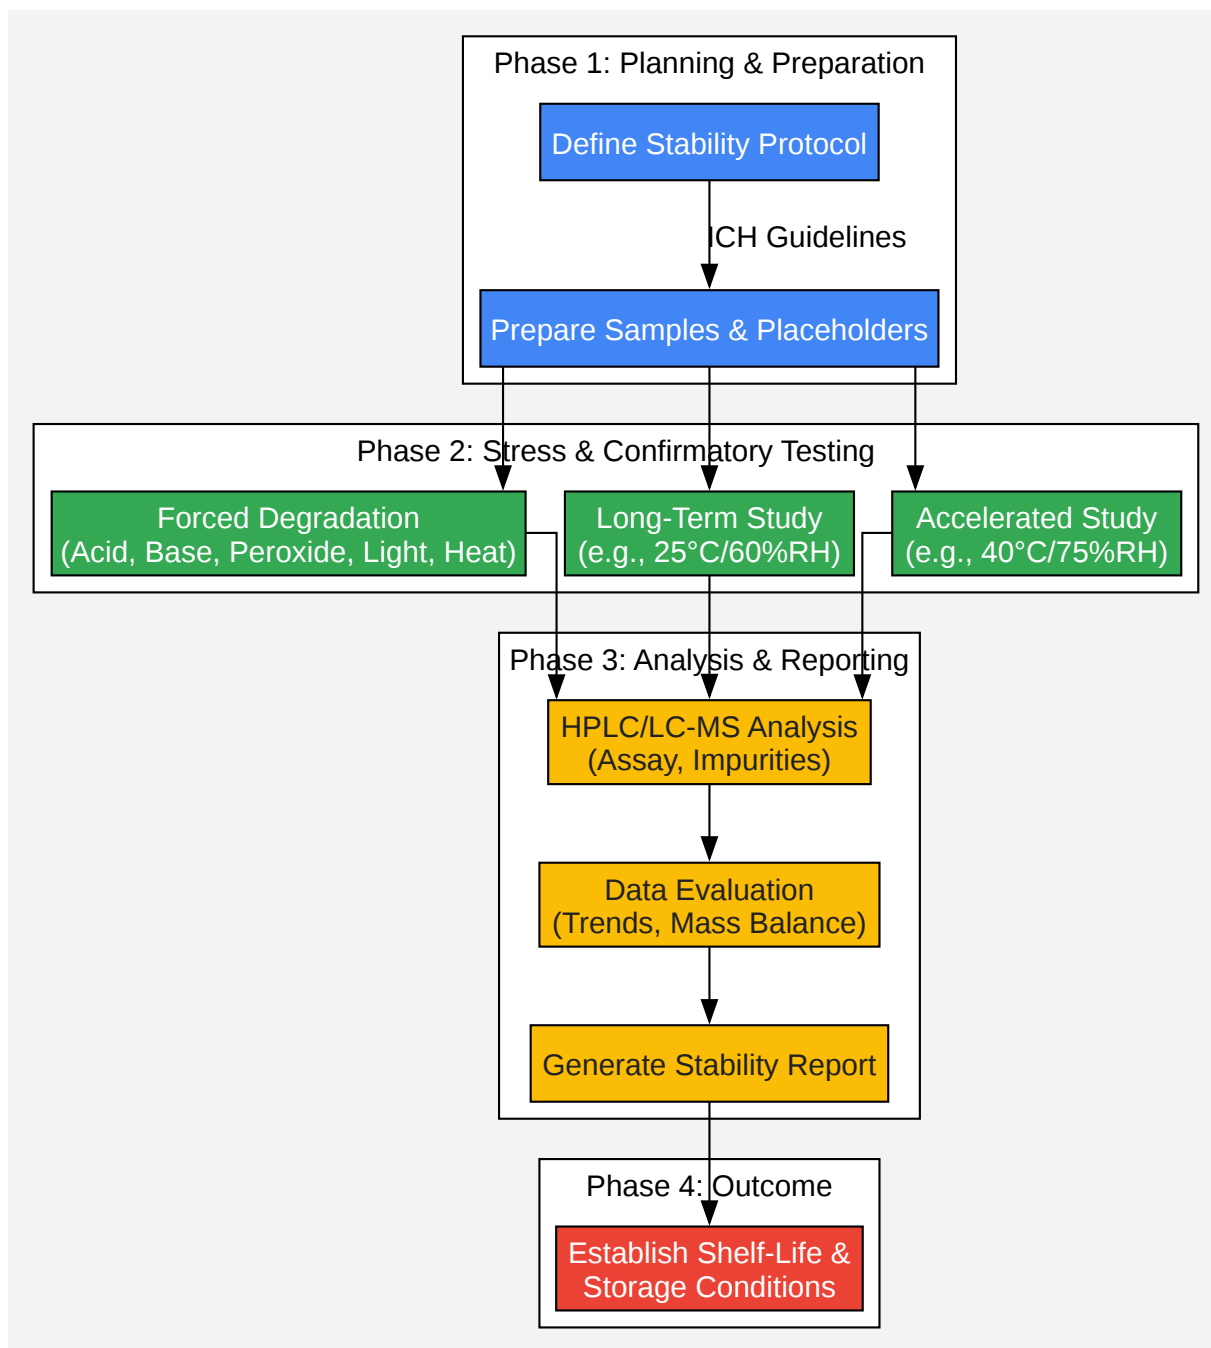 Phase 1: Planning & Preparation
Define Stability Protocol
ICH Guidelines
Prepare Samples & Placeholders
Phase 2: Stress & Confirmatory Testing
Forced Degradation
(Acid, Base, Peroxide, Light, Heat)
Long-Term Study
(e.g., 25°C/60%RH)
Accelerated Study
(e.g., 40°C/75%RH)
Phase 3: Analysis & Reporting
HPLC/LC-MS Analysis
(Assay, Impurities)
Data Evaluation
(Trends, Mass Balance)
Generate Stability Report
Phase 4: Outcome
Establish Shelf-Life &
Storage Conditions